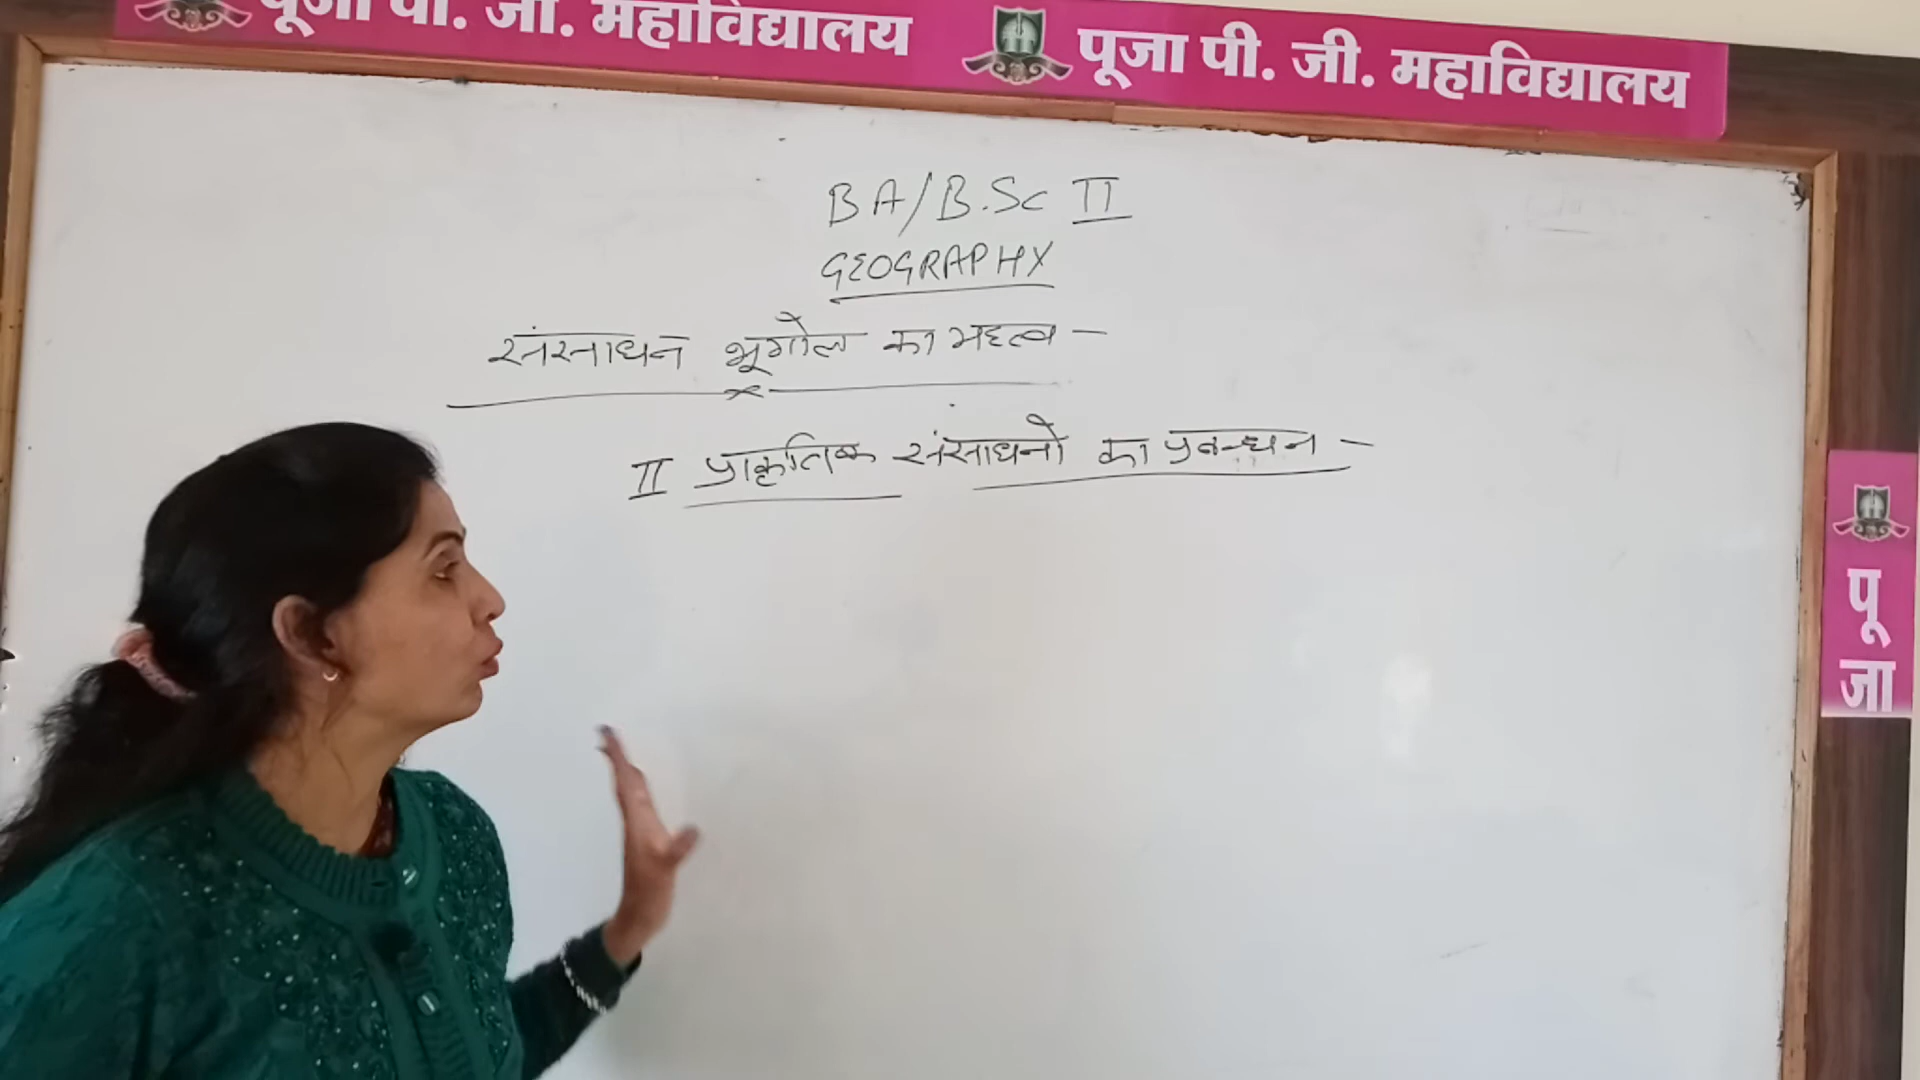 पूजा पी. जी. महाविद्यालय
पूजा पी. जी. महाविद्यालय
BA/B.Sc II
GEOGRAPHY
संसाधन भूगोल का महत्व -
II प्राकृतिक संसाधनो का प्रबन्धन -
पू
जा